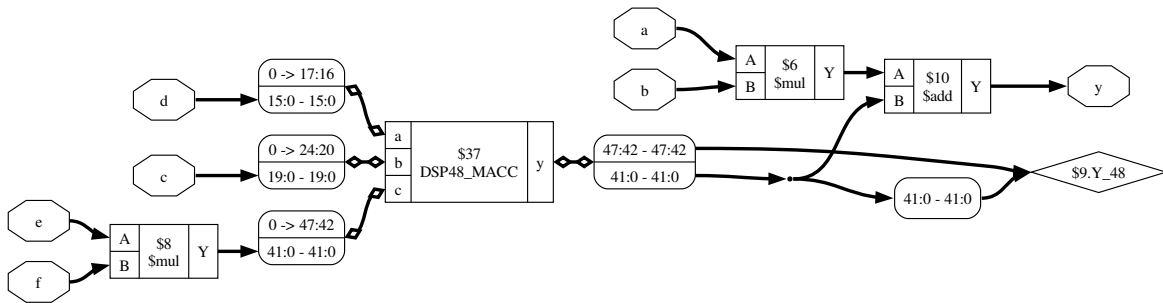 a
b
A
B
$6
$mul
Y
A
B
$10
$add
Y
y
d
0 -> 17:16
15:0 - 15:0
c
0 -> 24:20
19:0 - 19:0
a
b
c
$37
DSP48_MACC
y
47:42 - 47:42
41:0 - 41:0
41:0 - 41:0
$9.Y_48
e
f
A
B
$8
$mul
Y
0 -> 47:42
41:0 - 41:0